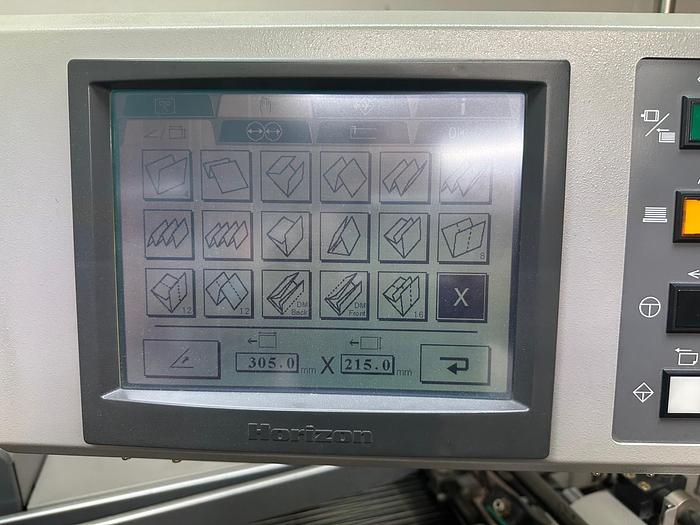 i
8
12
12
DM
Back
DM
Front
16
X
305.0 mm X 215.0 mm
Horizon